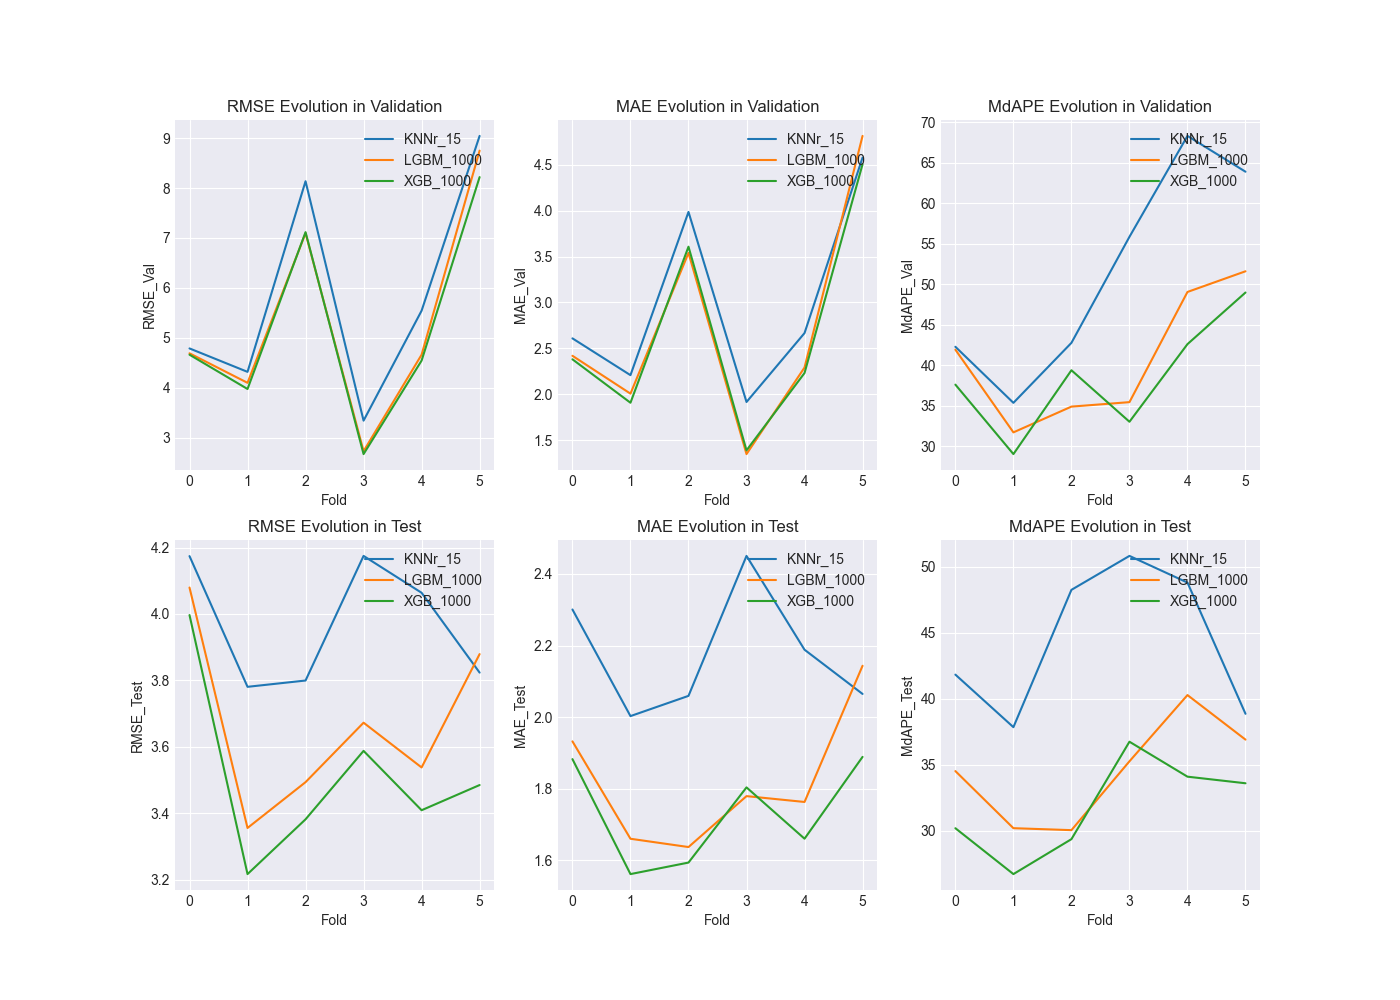 RMSE Evolution in Validation
RMSE_Val
9
8
7
6
5
4
3
0 1 2 3 4 5
Fold
KNNr_15
LGBM_1000
XGB_1000
MAE Evolution in Validation
MAE_Val
4.5
4.0
3.5
3.0
2.5
2.0
1.5
0 1 2 3 4 5
Fold
KNNr_15
LGBM_1000
XGB_1000
MdAPE Evolution in Validation
MdAPE_Val
70
65
60
55
50
45
40
35
30
0 1 2 3 4 5
Fold
KNNr_15
LGBM_1000
XGB_1000
RMSE Evolution in Test
RMSE_Test
4.2
4.0
3.8
3.6
3.4
3.2
0 1 2 3 4 5
Fold
KNNr_15
LGBM_1000
XGB_1000
MAE Evolution in Test
MAE_Test
2.4
2.2
2.0
1.8
1.6
0 1 2 3 4 5
Fold
KNNr_15
LGBM_1000
XGB_1000
MdAPE Evolution in Test
MdAPE_Test
50
45
40
35
30
0 1 2 3 4 5
Fold
KNNr_15
LGBM_1000
XGB_1000